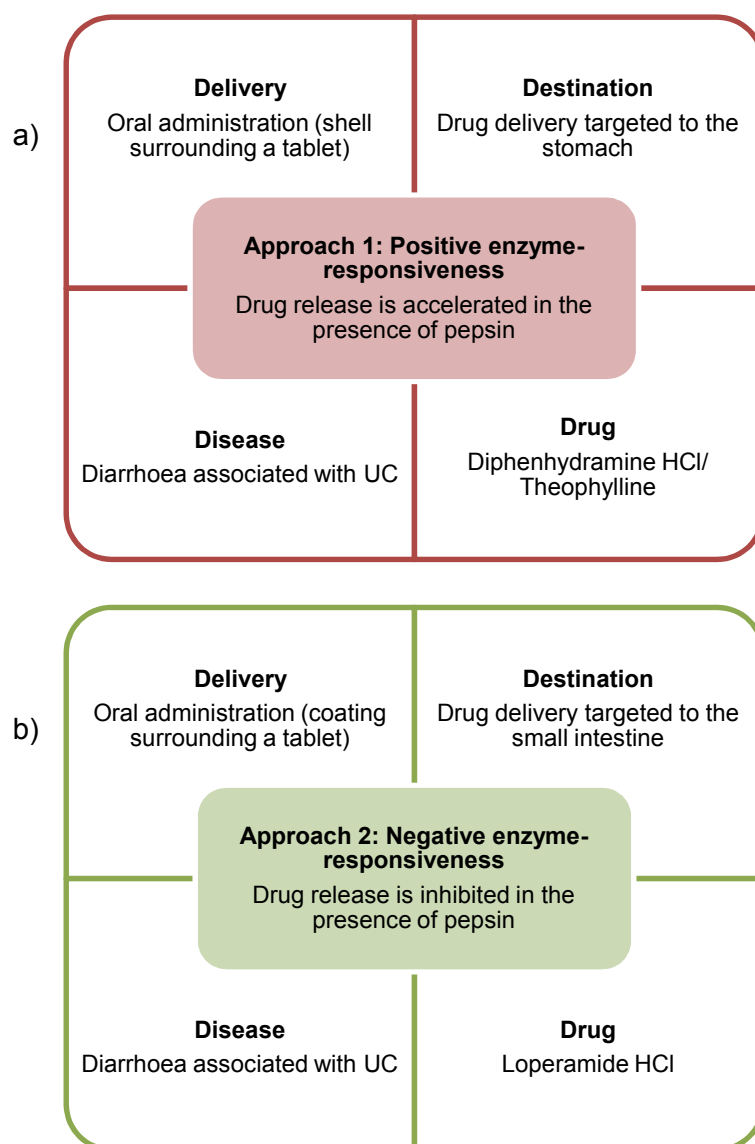 a)
Delivery
Oral administration (shell
surrounding a tablet)
Destination
Drug delivery targeted to the
stomach
Approach 1: Positive enzyme-
responsiveness
Drug release is accelerated in the
presence of pepsin
Disease
Diarrhoea associated with UC
Drug
Diphenhydramine HCl/
Theophylline
b)
Delivery
Oral administration (coating
surrounding a tablet)
Destination
Drug delivery targeted to the
small intestine
Approach 2: Negative enzyme-
responsiveness
Drug release is inhibited in the
presence of pepsin
Disease
Diarrhoea associated with UC
Drug
Loperamide HCl